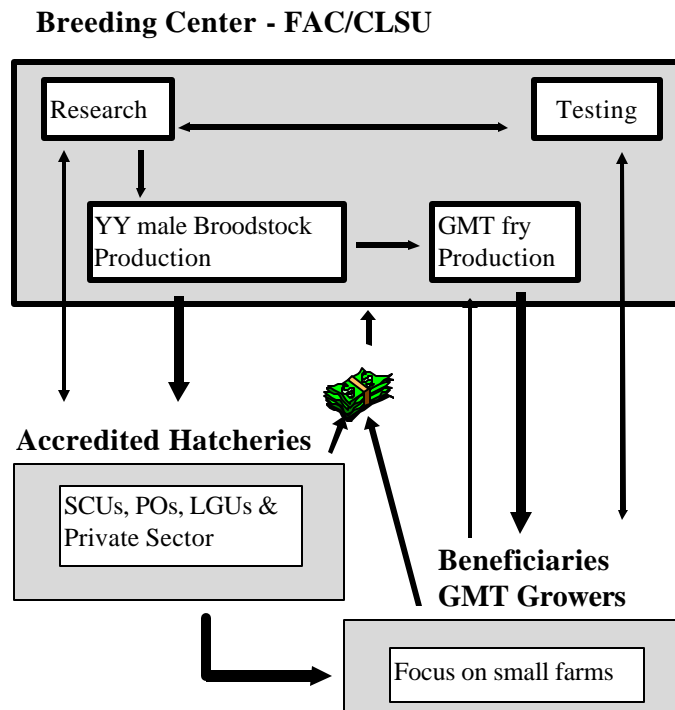 Breeding Center - FAC/CLSU
Research
Testing
YY male Broodstock
Production
GMT fry
Production
Accredited Hatcheries
SCUs, POs, LGUs &
Private Sector
Beneficiaries
GMT Growers
Focus on small farms